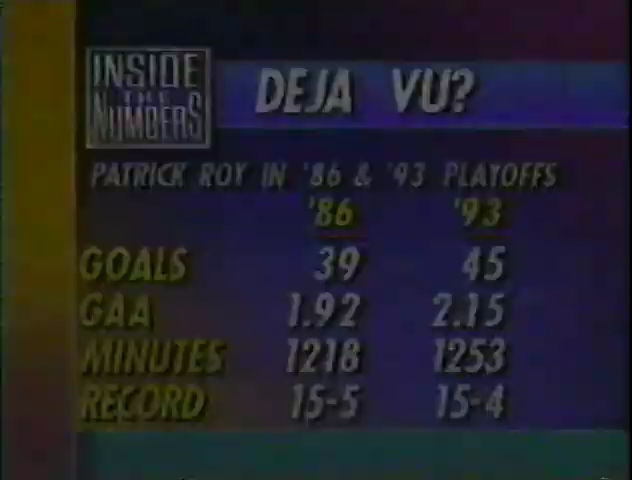 INSIDE
THE
NUMBERS
DEJA VU?
PATRICK ROY IN '86 & '93 PLAYOFFS
'86 '93
GOALS 39 45
GAA 1.92 2.15
MINUTES 1218 1253
RECORD 15-5 15-4